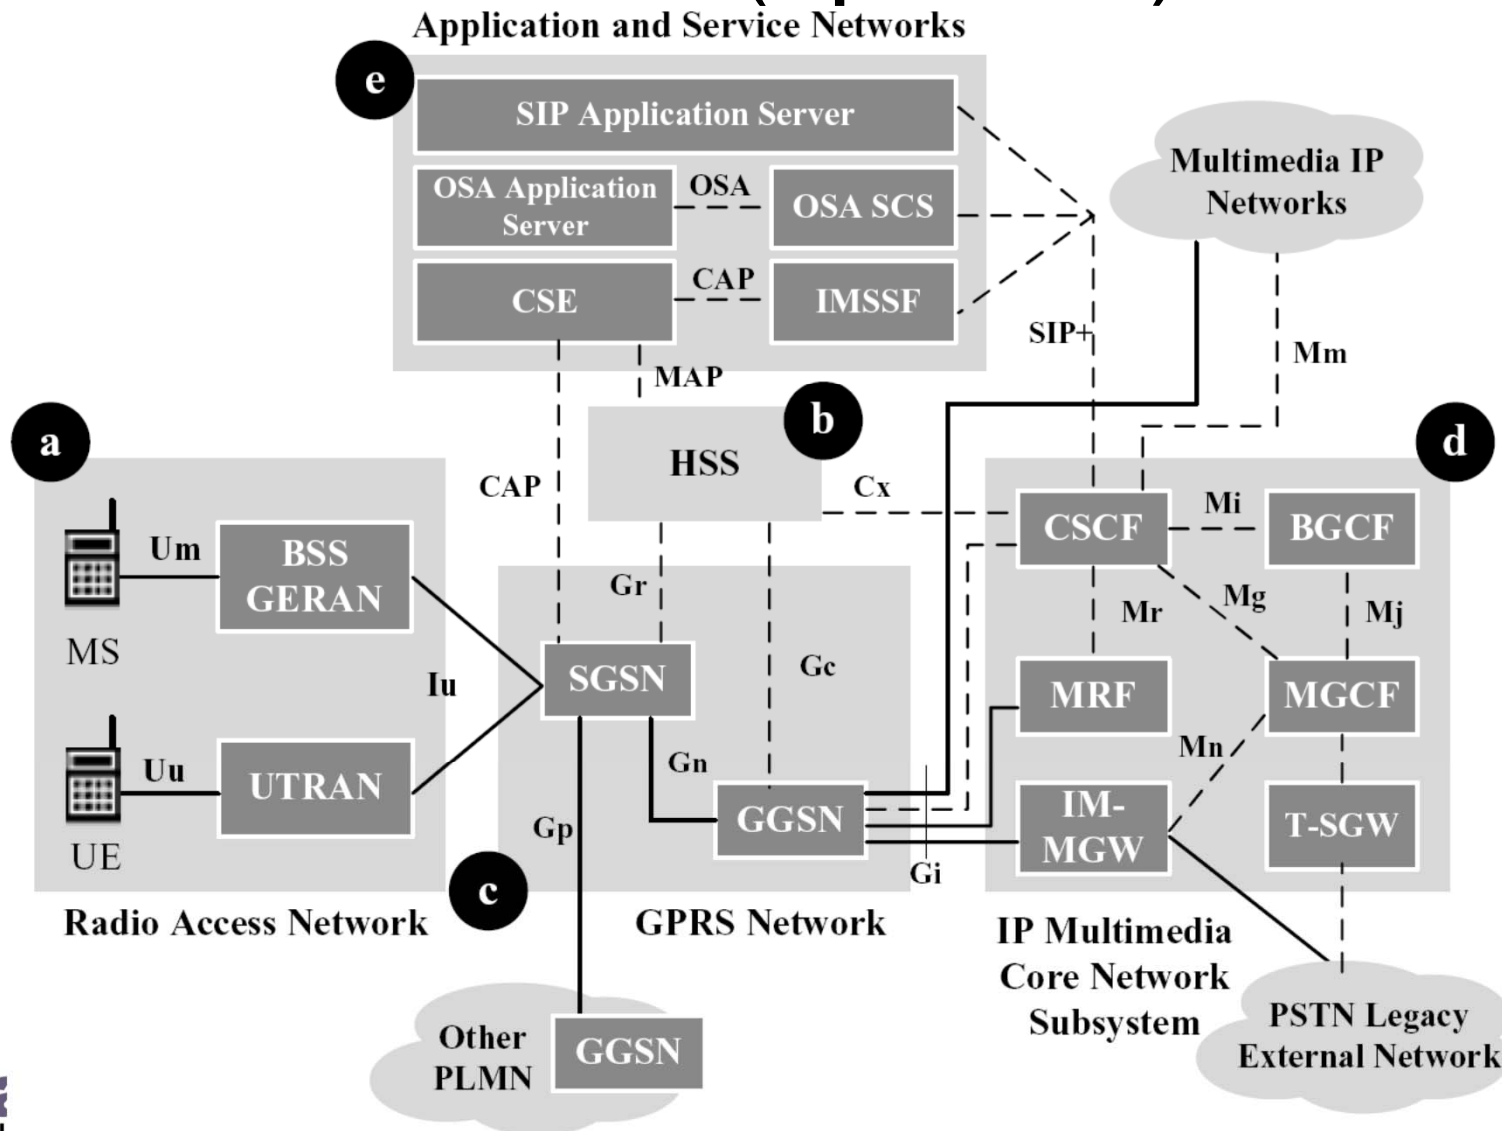 Application and Service Networks
e
SIP Application Server
OSA Application
Server
OSA
OSA SCS
CSE
CAP
IMSSF
Multimedia IP
Networks
SIP+
Mm
MAP
a
b
HSS
d
CAP
Cx
Um
BSS
GERAN
MS
Gr
CSCF
Mi
BGCF
Mr
Mg
Mj
Iu
SGSN
Gc
MRF
MGCF
Uu
UTRAN
UE
Gn
Gp
GGSN
Mn
IM-
MGW
T-SGW
Gi
c
Radio Access Network
GPRS Network
IP Multimedia
Core Network
Subsystem
Other
PLMN
GGSN
PSTN Legacy
External Network